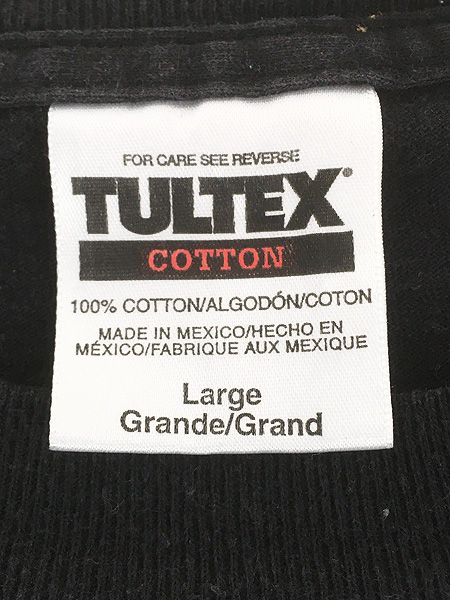 FOR CARE SEE REVERSE
TULTEX®
COTTON
100% COTTON/ALGODÓN/COTON
MADE IN MEXICO/HECHO EN
MÉXICO/FABRIQUE AUX MEXIQUE
Large
Grande/Grand